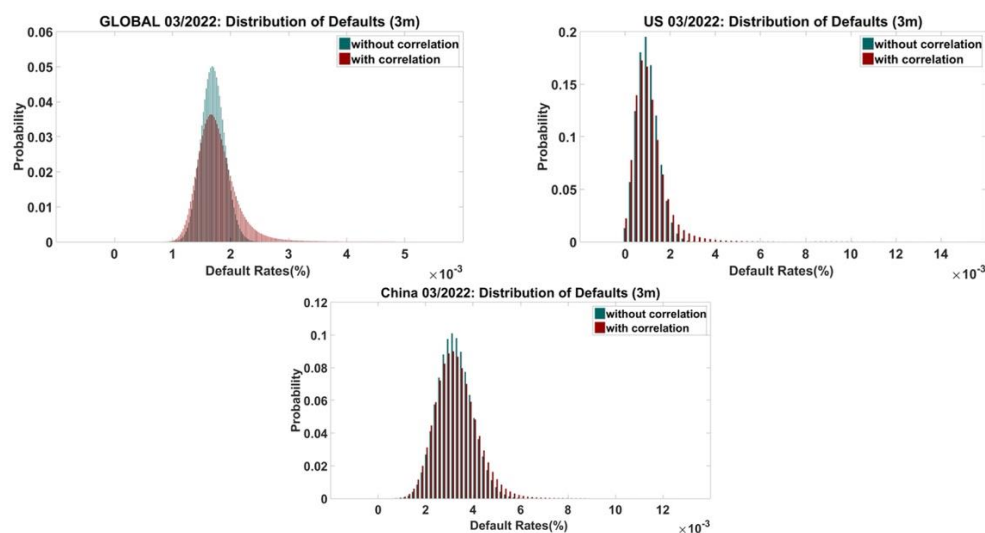 GLOBAL 03/2022: Distribution of Defaults (3m)
0.06
0.05
0.04
0.03
0.02
0.01
0
Probability
without correlation
with correlation
0 1 2 3 4 5
Default Rates(%)
×10⁻³
US 03/2022: Distribution of Defaults (3m)
0.2
0.15
0.1
0.05
0
Probability
without correlation
with correlation
0 2 4 6 8 10 12 14
Default Rates(%)
×10⁻³
China 03/2022: Distribution of Defaults (3m)
0.12
0.1
0.08
0.06
0.04
0.02
0
Probability
without correlation
with correlation
0 2 4 6 8 10 12
Default Rates(%)
×10⁻³